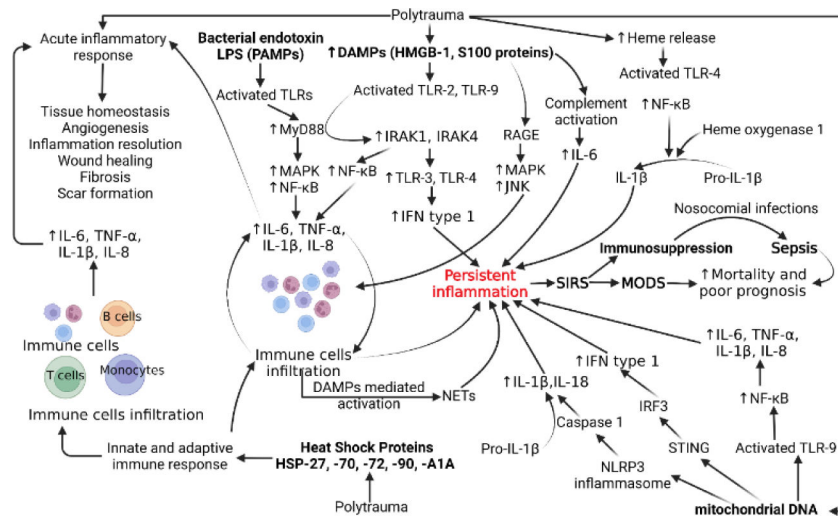 Polytrauma
Acute inflammatory
response
Bacterial endotoxin
LPS (PAMPs)
↑DAMPs (HMGB-1, S100 proteins)
↑Heme release
Activated TLR-4
Activated TLRs
Activated TLR-2, TLR-9
Complement
activation
↑NF-κB
Tissue homeostasis
Angiogenesis
Inflammation resolution
Wound healing
Fibrosis
Scar formation
↑MyD88
↑IRAK1, IRAK4
RAGE
Heme oxygenase 1
↑MAPK
↑NF-κB
↑NF-κB
↑TLR-3, TLR-4
↑MAPK
↑JNK
↑IL-6
IL-1β
Pro-IL-1β
↑IFN type 1
Nosocomial infections
↑IL-6, TNF-α,
IL-1β, IL-8
↑IL-6, TNF-α,
IL-1β, IL-8
Immunosuppression
Sepsis
Persistent
inflammation
SIRS
MODS
↑Mortality and
poor prognosis
B cells
Immune cells
T cells
Monocytes
Immune cells infiltration
Immune cells
infiltration
DAMPs mediated
activation
NETs
↑IL-1β, IL-18
↑IFN type 1
↑IL-6, TNF-α,
IL-1β, IL-8
Caspase 1
IRF3
↑NF-κB
Pro-IL-1β
NLRP3
inflammasome
STING
Activated TLR-9
Innate and adaptive
immune response
Heat Shock Proteins
HSP-27, -70, -72, -90, -A1A
Polytrauma
mitochondrial DNA